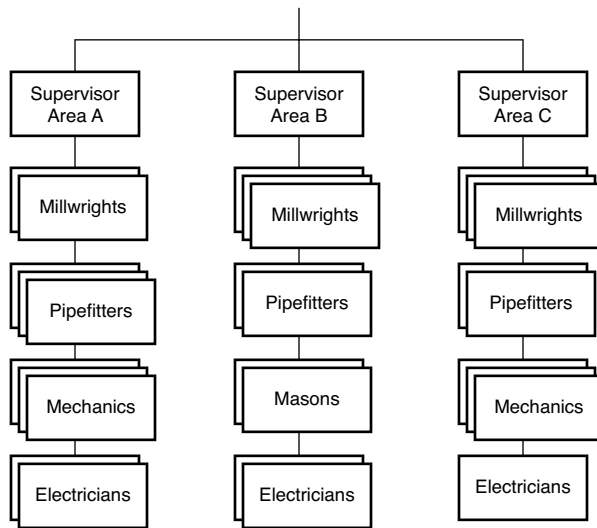 Supervisor
Area A
Supervisor
Area B
Supervisor
Area C
Millwrights
Millwrights
Millwrights
Pipefitters
Pipefitters
Pipefitters
Mechanics
Masons
Mechanics
Electricians
Electricians
Electricians